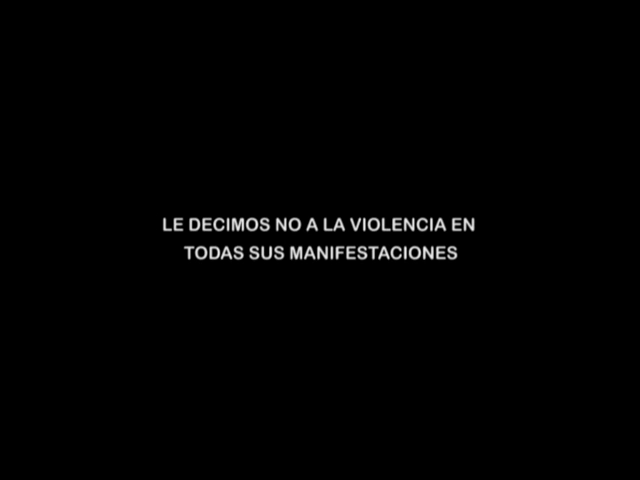 LE DECIMOS NO A LA VIOLENCIA EN
TODAS SUS MANIFESTACIONES